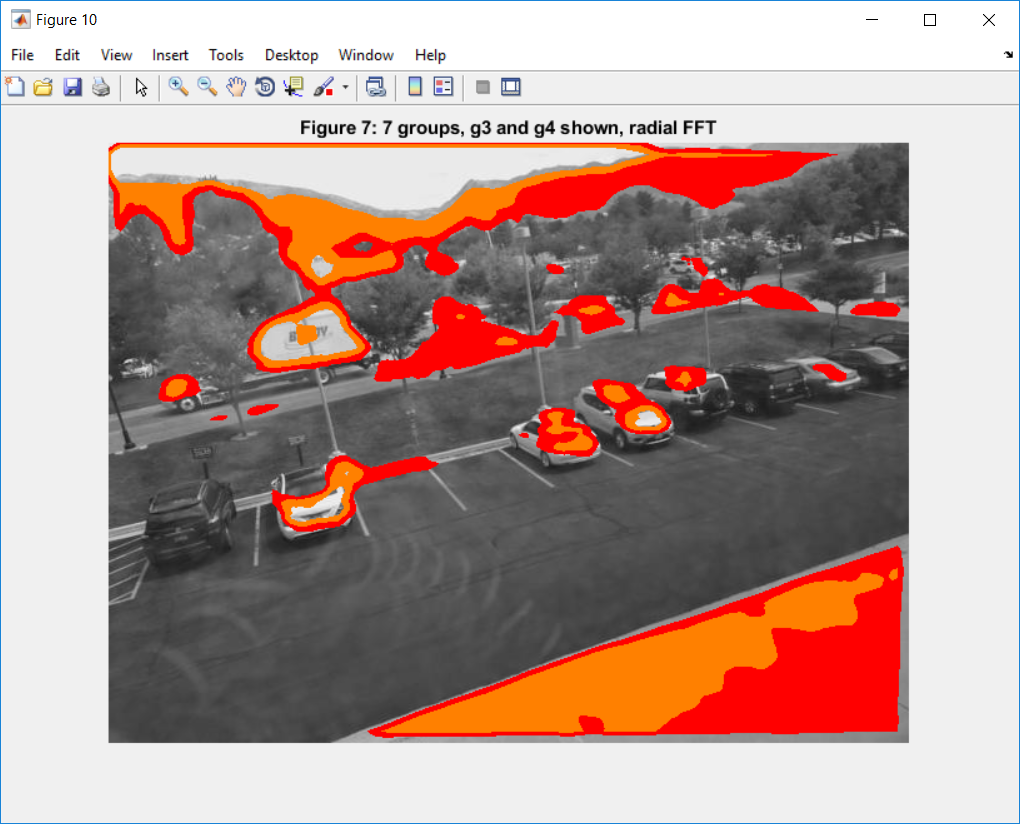 Figure 10
File Edit View Insert Tools Desktop Window Help
Figure 7: 7 groups, g3 and g4 shown, radial FFT